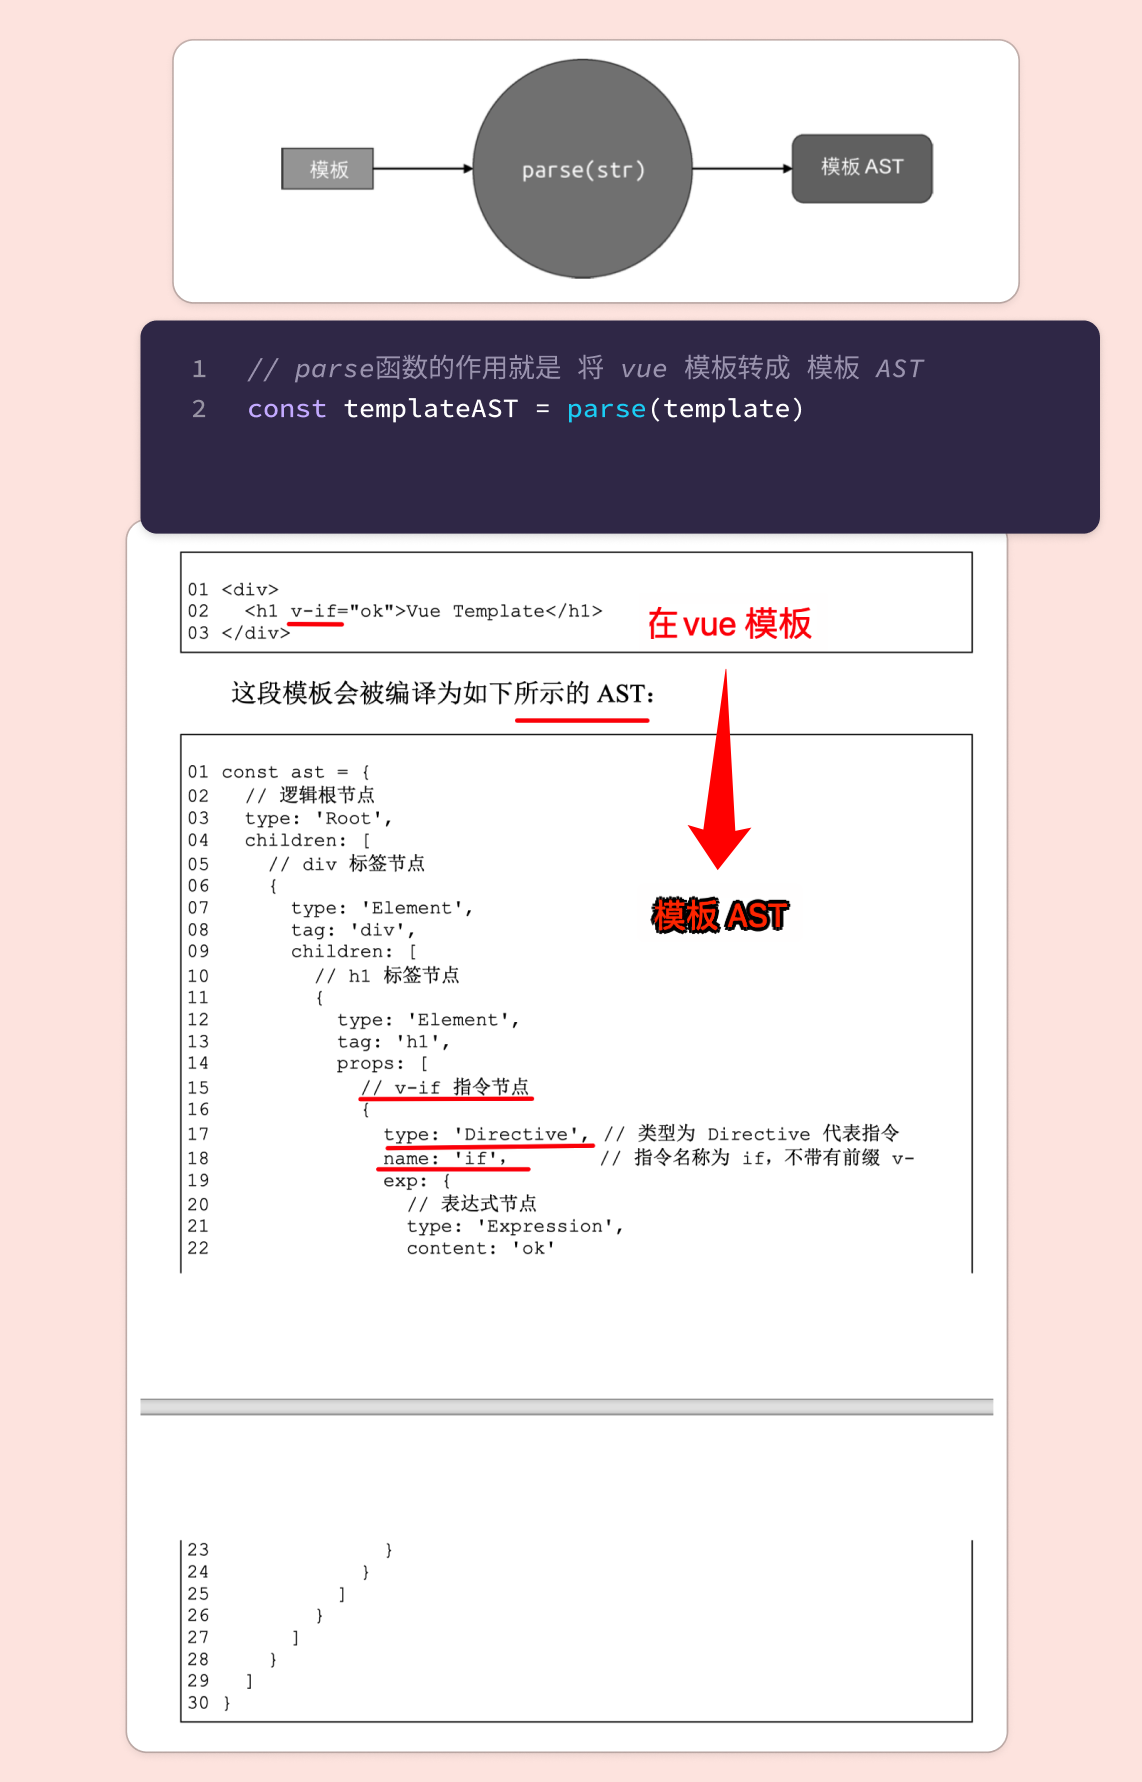 模板
parse(str)
模板 AST
1 // parse函数的作用就是 将 vue 模板转成 模板 AST
2 const templateAST = parse(template)
01 <div>
02   <h1 v-if="ok">Vue Template</h1>
03 </div>
在vue 模板
这段模板会被编译为如下所示的 AST：
01 const ast = {
02   // 逻辑根节点
03   type: 'Root',
04   children: [
05     // div 标签节点
06     {
07       type: 'Element',
08       tag: 'div',
模板 AST
09       children: [
10         // h1 标签节点
11         {
12           type: 'Element',
13           tag: 'h1',
14           props: [
15             // v-if 指令节点
16             {
17               type: 'Directive', // 类型为 Directive 代表指令
18               name: 'if',        // 指令名称为 if，不带有前缀 v-
19               exp: {
20                 // 表达式节点
21                 type: 'Expression',
22                 content: 'ok'
23               }
24             }
25           ]
26         }
27       ]
28     }
29   ]
30 }